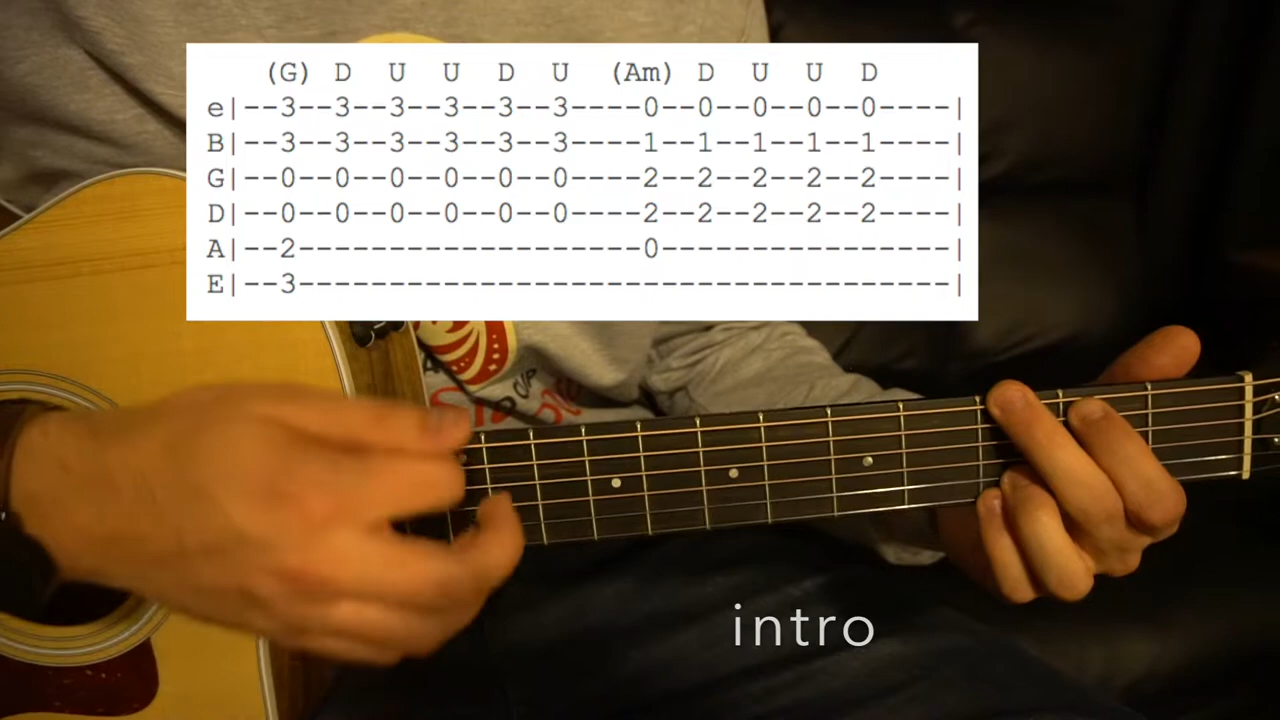 (G) D U U D U (Am) D U U D
e|--3--3--3--3--3--3----0--0--0--0--0----|
B|--3--3--3--3--3--3----1--1--1--1--1----|
G|--0--0--0--0--0--0----2--2--2--2--2----|
D|--0--0--0--0--0--0----2--2--2--2--2----|
A|--2-------------------0----------------|
E|--3------------------------------------|
CUP
intro